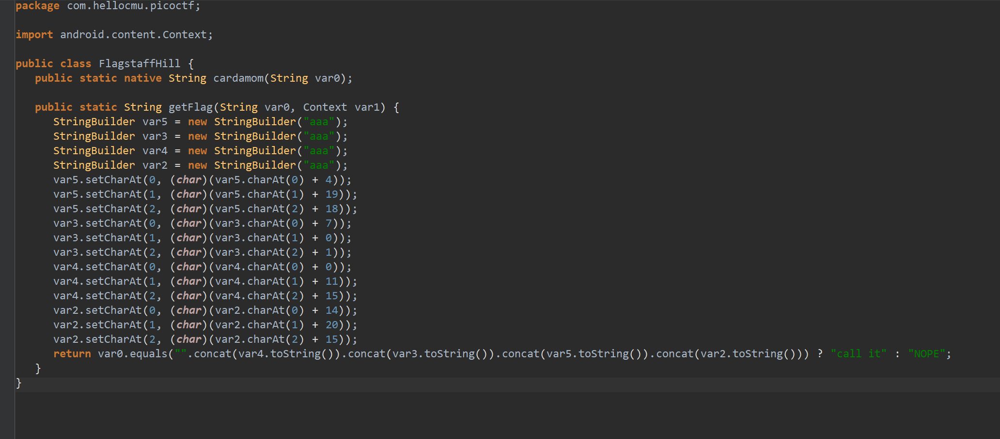 package com.hellocmu.picoctf;
import android.content.Context;
public class FlagstaffHill {
public static native String cardamom(String var0);
public static String getFlag(String var0, Context var1) {
StringBuilder var5 = new StringBuilder("aaa");
StringBuilder var3 = new StringBuilder("aaa");
StringBuilder var4 = new StringBuilder("aaa");
StringBuilder var2 = new StringBuilder("aaa");
var5.setCharAt(0, (char)(var5.charAt(0) + 4));
var5.setCharAt(1, (char)(var5.charAt(1) + 19));
var5.setCharAt(2, (char)(var5.charAt(2) + 18));
var3.setCharAt(0, (char)(var3.charAt(0) + 7));
var3.setCharAt(1, (char)(var3.charAt(1) + 0));
var3.setCharAt(2, (char)(var3.charAt(2) + 1));
var4.setCharAt(0, (char)(var4.charAt(0) + 0));
var4.setCharAt(1, (char)(var4.charAt(1) + 11));
var4.setCharAt(2, (char)(var4.charAt(2) + 15));
var2.setCharAt(0, (char)(var2.charAt(0) + 14));
var2.setCharAt(1, (char)(var2.charAt(1) + 20));
var2.setCharAt(2, (char)(var2.charAt(2) + 15));
return var0.equals("".concat(var4.toString()).concat(var3.toString()).concat(var5.toString()).concat(var2.toString())) ? "call it" : "NOPE";
}
}